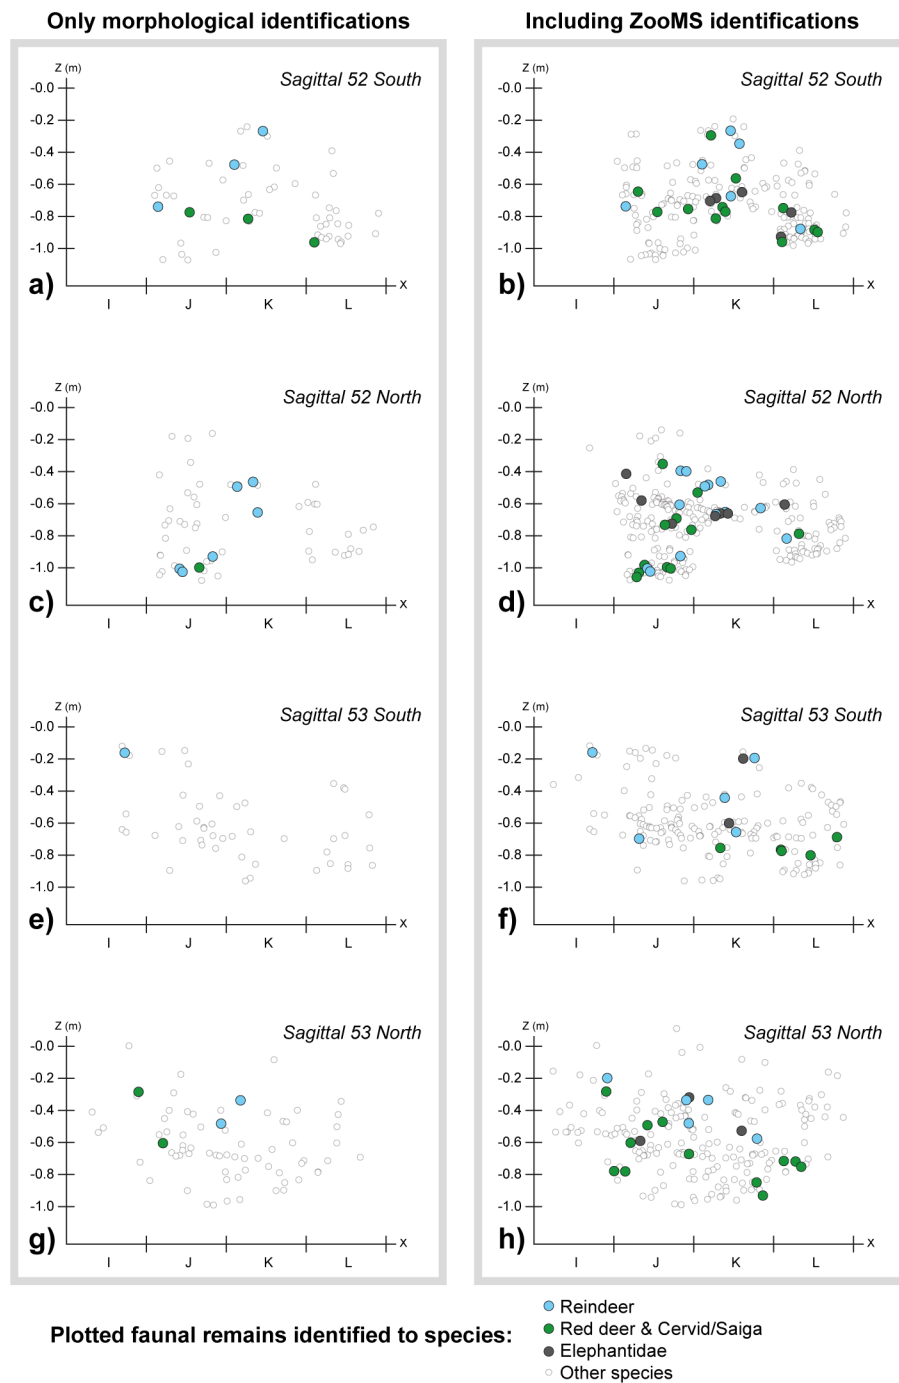 Only morphological identifications
Including ZooMS identifications
Z (m)
Sagittal 52 South
-0.0
-0.2
-0.4
-0.6
-0.8
-1.0
a)
I J K L
X
Z (m)
Sagittal 52 South
-0.0
-0.2
-0.4
-0.6
-0.8
-1.0
b)
I J K L
X
Z (m)
Sagittal 52 North
-0.0
-0.2
-0.4
-0.6
-0.8
-1.0
c)
I J K L
X
Z (m)
Sagittal 52 North
-0.0
-0.2
-0.4
-0.6
-0.8
-1.0
d)
I J K L
X
Z (m)
Sagittal 53 South
-0.0
-0.2
-0.4
-0.6
-0.8
-1.0
e)
I J K L
X
Z (m)
Sagittal 53 South
-0.0
-0.2
-0.4
-0.6
-0.8
-1.0
f)
I J K L
X
Z (m)
Sagittal 53 North
-0.0
-0.2
-0.4
-0.6
-0.8
-1.0
g)
I J K L
X
Z (m)
Sagittal 53 North
-0.0
-0.2
-0.4
-0.6
-0.8
-1.0
h)
I J K L
X
Plotted faunal remains identified to species:
Reindeer
Red deer & Cervid/Saiga
Elephantidae
Other species